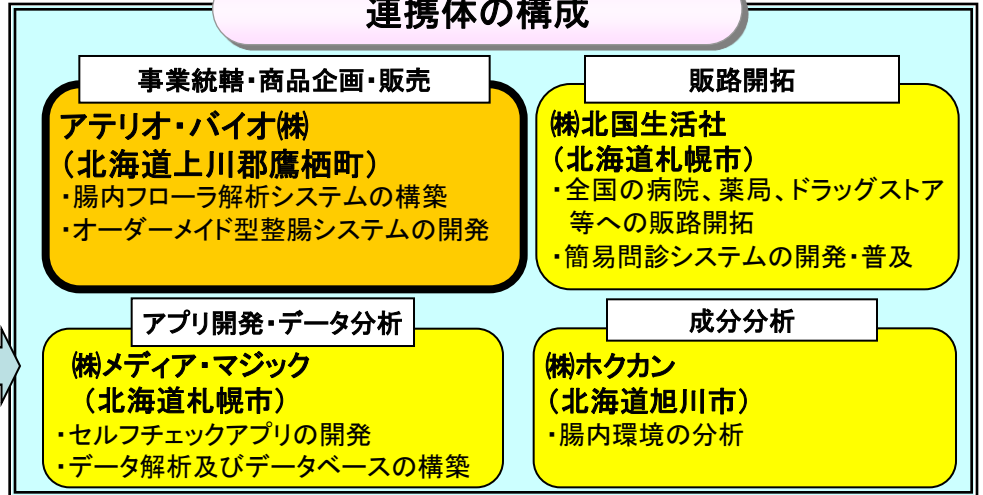 連携体の構成
事業統轄・商品企画・販売
アテリオ・バイオ㈱
（北海道上川郡鷹栖町）
・腸内フローラ解析システムの構築
・オーダーメイド型整腸システムの開発
販路開拓
㈱北国生活社
（北海道札幌市）
・全国の病院、薬局、ドラッグストア
等への販路開拓
・簡易問診システムの開発・普及
アプリ開発・データ分析
㈱メディア・マジック
（北海道札幌市）
・セルフチェックアプリの開発
・データ解析及びデータベースの構築
成分分析
㈱ホクカン
（北海道旭川市）
・腸内環境の分析